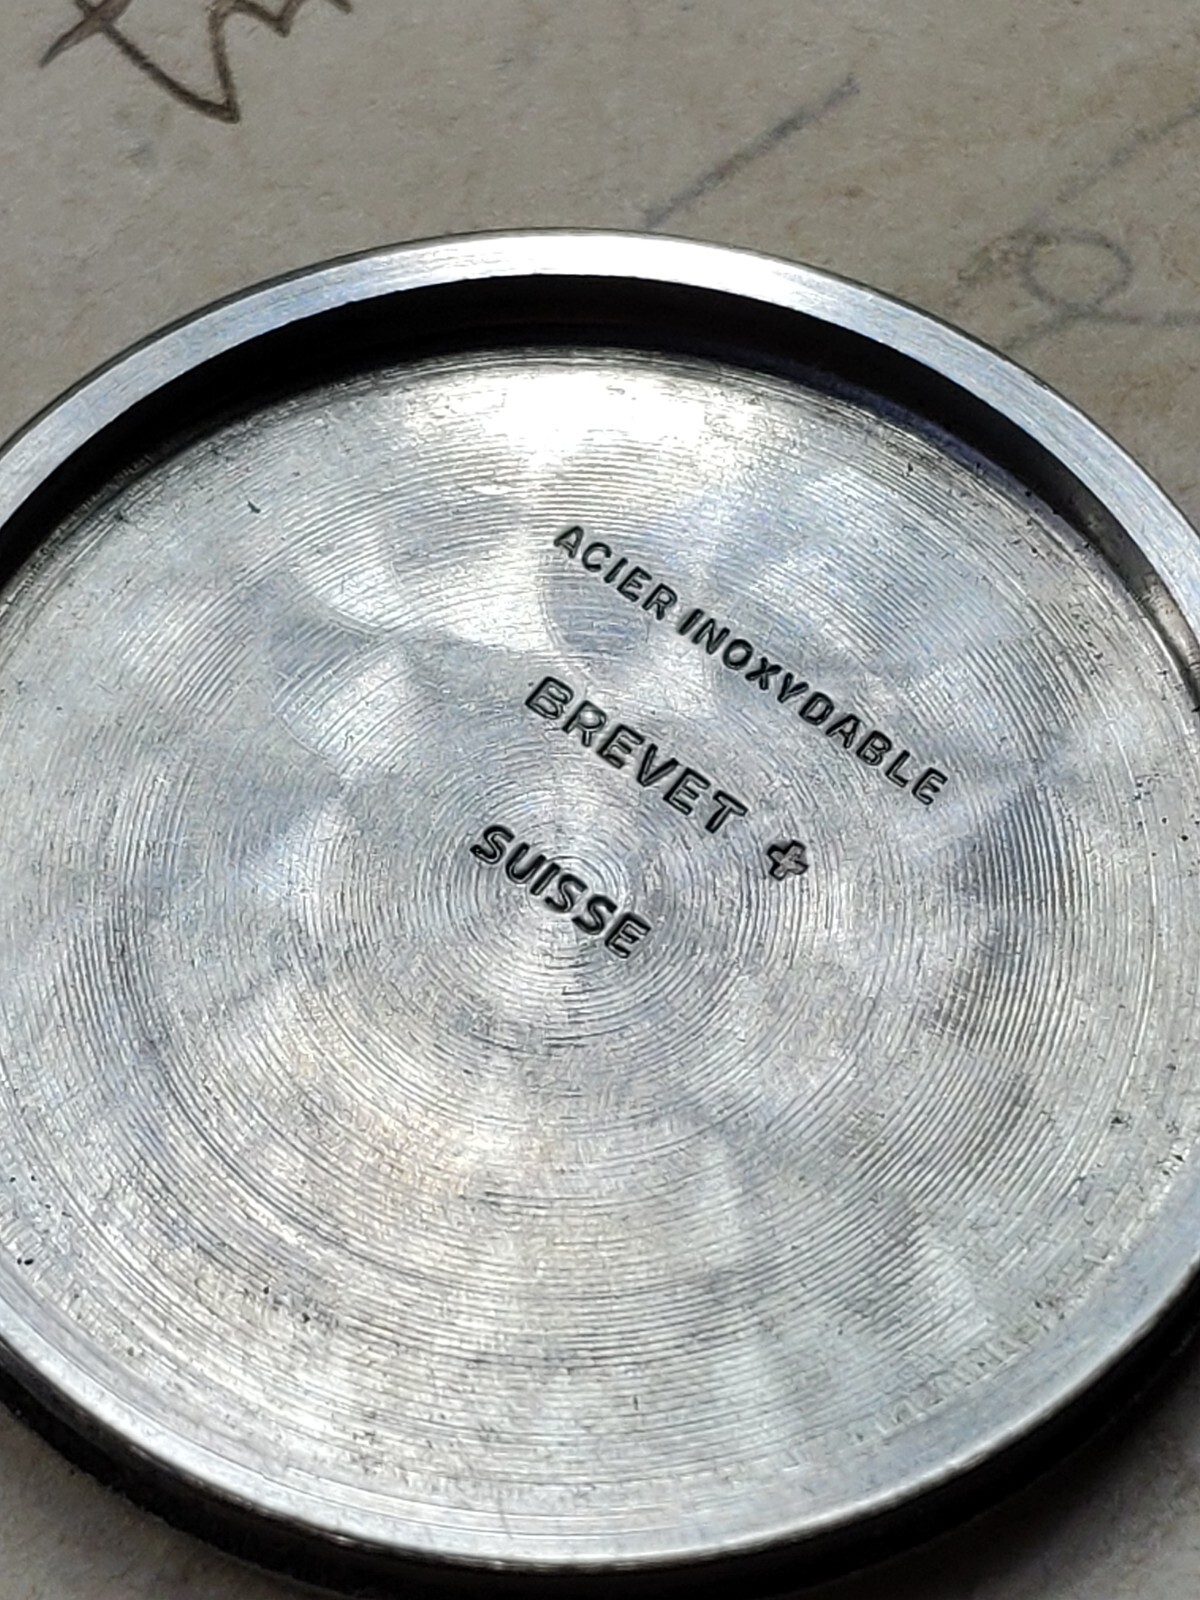 ACIER INOXYDABLE
BREVET ✚
SUISSE